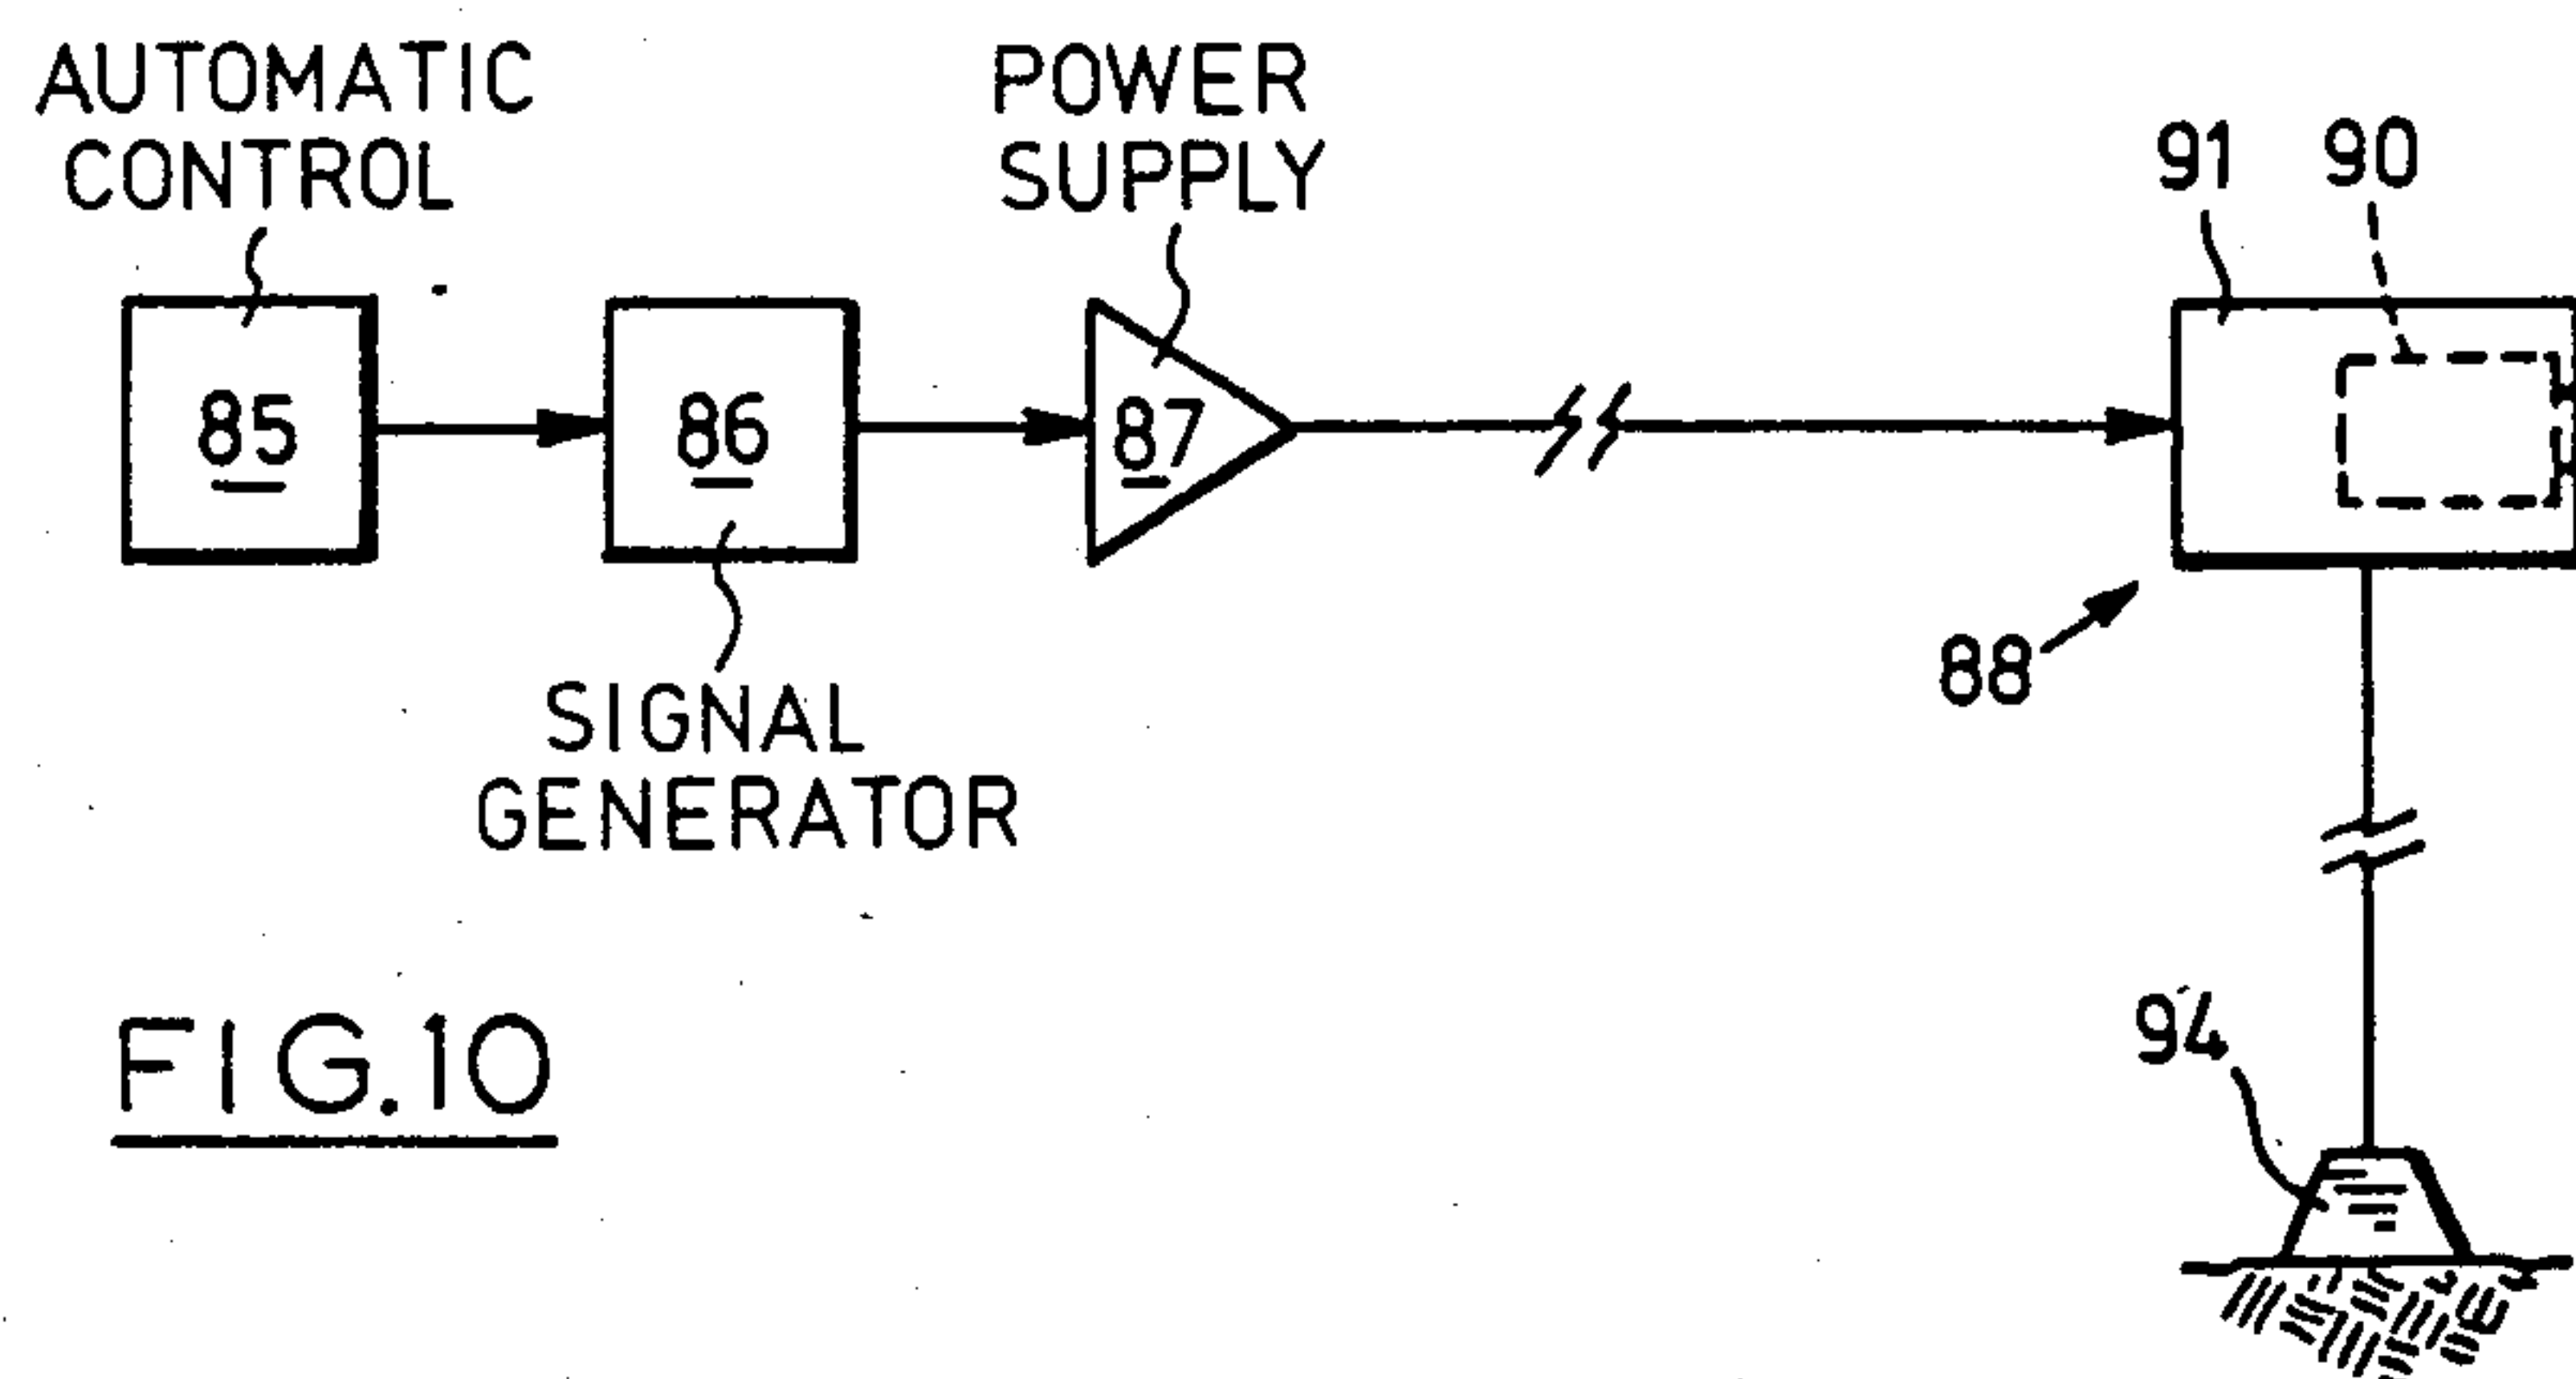 AUTOMATIC
CONTROL
POWER
SUPPLY
91
90
85
86
87
88
SIGNAL
GENERATOR
94
FIG.10